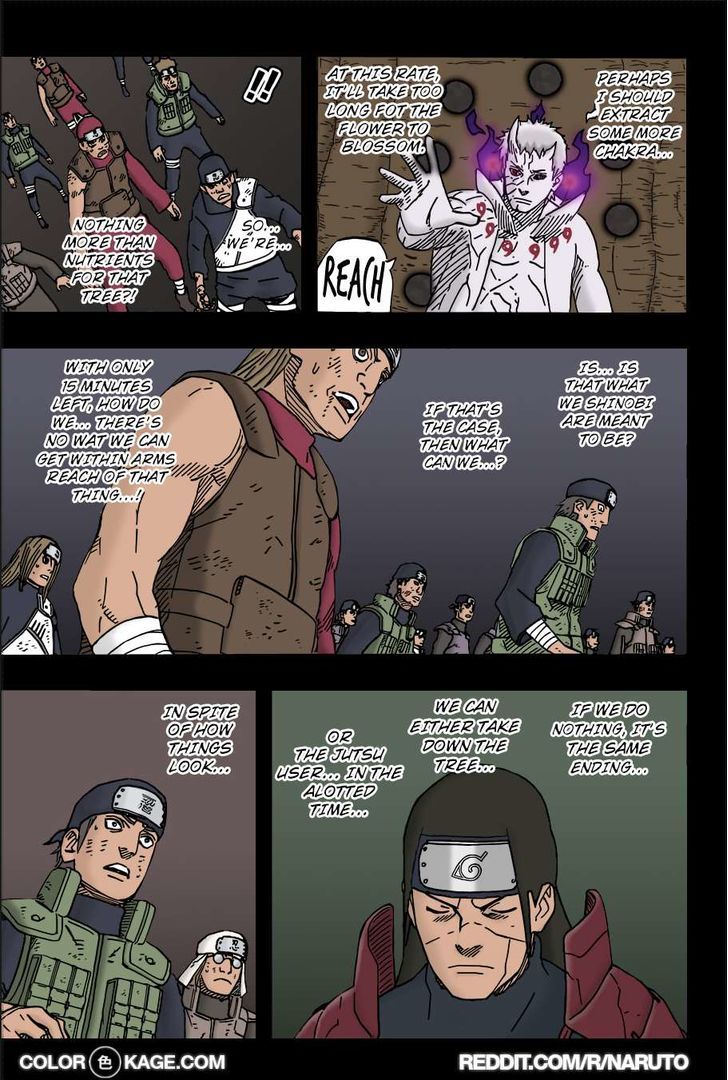 PERHAPS
I SHOULD
EXTRACT
SOME MORE
CHAKRA...
AT THIS RATE,
IT'LL TAKE TOO
LONG FOT THE
FLOWER TO
BLOSSOM.
REACH
!!
SO...
WE'RE...
NOTHING
MORE THAN
NUTRIENTS
FOR THAT
TREE?!
IS... IS
THAT WHAT
WE SHINOBI
ARE MEANT
TO BE?
IF THAT'S
THE CASE,
THEN WHAT
CAN WE...?
WITH ONLY
15 MINUTES
LEFT, HOW DO
WE... THERE'S
NO WAT WE CAN
GET WITHIN ARMS
REACH OF THAT
THING...!
IF WE DO
NOTHING, IT'S
THE SAME
ENDING...
WE CAN
EITHER TAKE
DOWN THE
TREE...
OR
THE JUTSU
USER... IN THE
ALOTTED
TIME...
IN SPITE
OF HOW
THINGS
LOOK...
忍
COLOR 色 KAGE.COM
REDDIT.COM/R/NARUTO